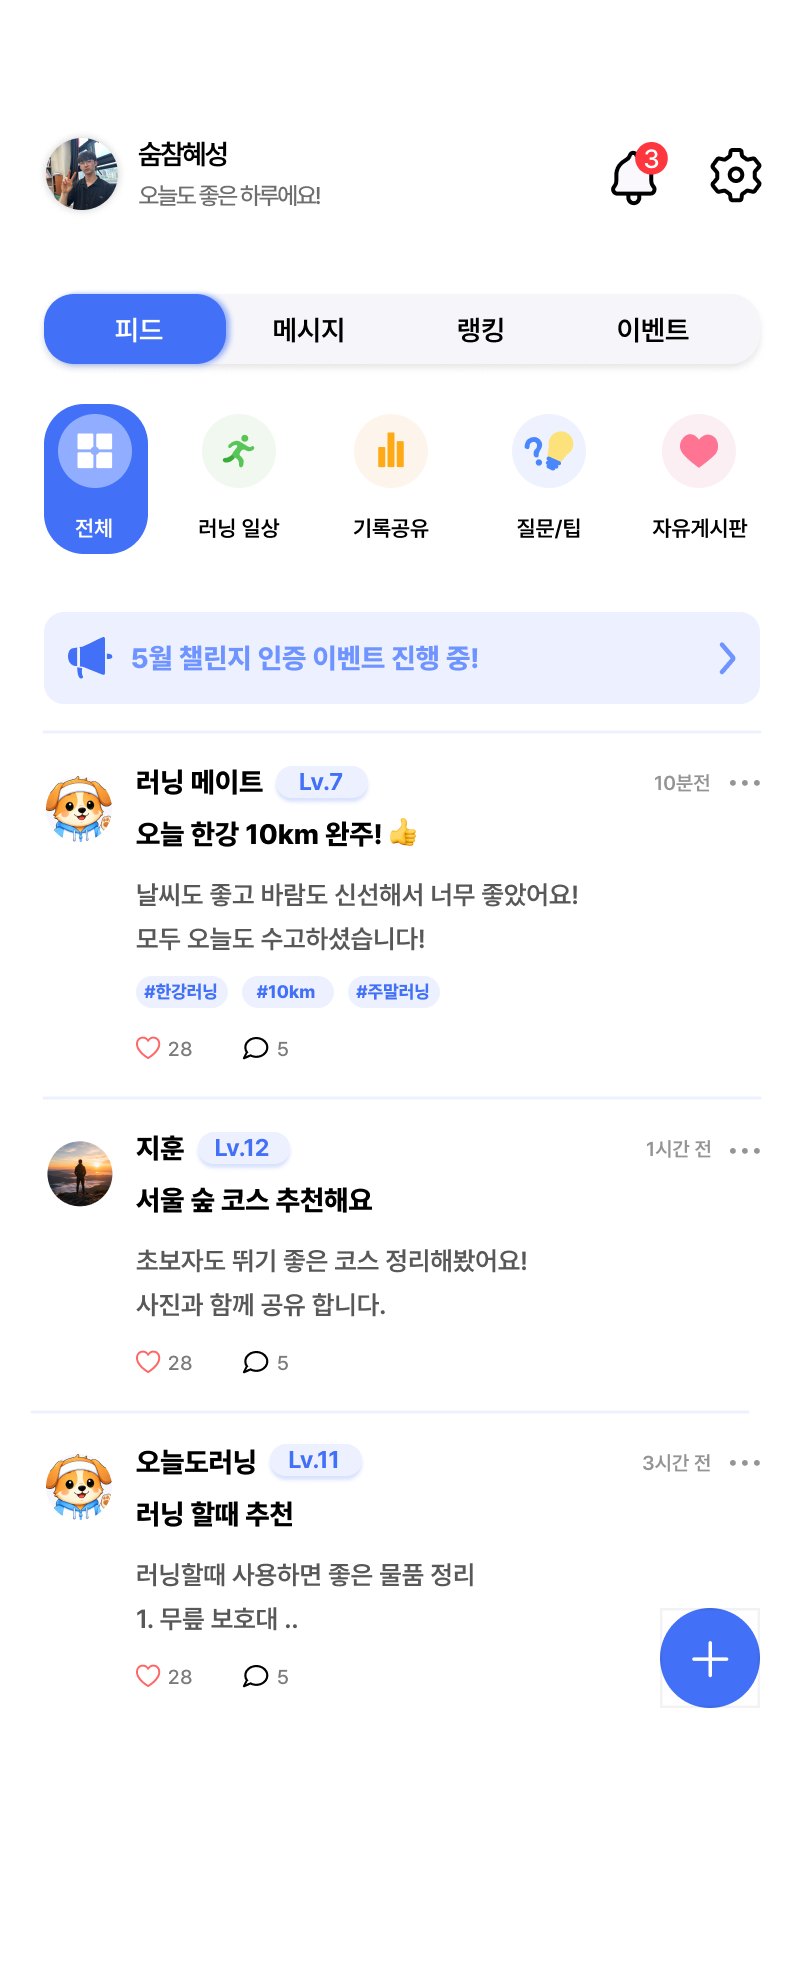 숨참혜성
3
오늘도 좋은 하루에요!
피드 메시지 랭킹 이벤트
전체 러닝 일상 기록공유 질문/팁 자유게시판
5월 챌린지 인증 이벤트 진행 중!
러닝 메이트 Lv.7 10분전
오늘 한강 10km 완주! 👍
날씨도 좋고 바람도 신선해서 너무 좋았어요!
모두 오늘도 수고하셨습니다!
#한강러닝 #10km #주말러닝
28 5
지훈 Lv.12 1시간 전
서울 숲 코스 추천해요
초보자도 뛰기 좋은 코스 정리해봤어요!
사진과 함께 공유 합니다.
28 5
오늘도러닝 Lv.11 3시간 전
러닝 할때 추천
러닝할때 사용하면 좋은 물품 정리
1. 무릎 보호대 ..
28 5